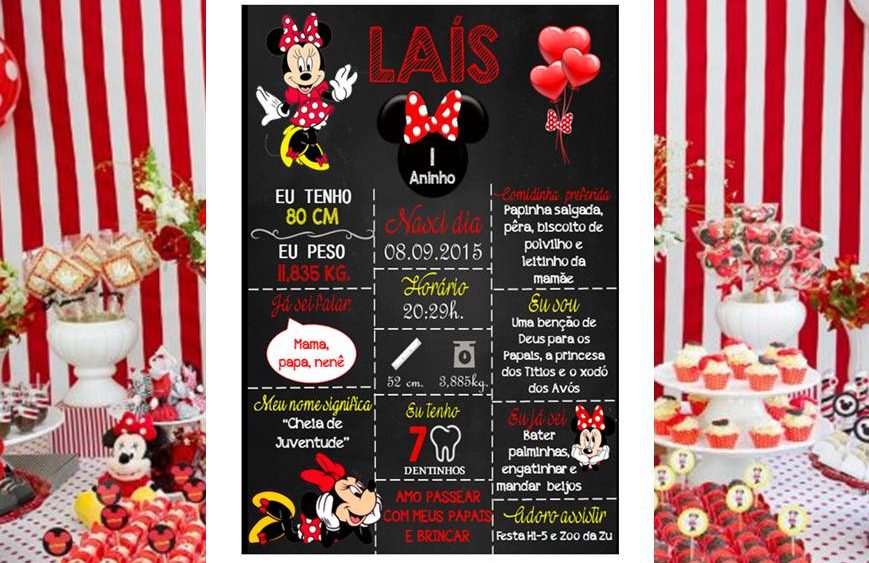 LAÍS
1
Aninho
EU TENHO
80 CM
EU PESO
11,835 KG.
Já sei falar
Mama,
papa, nenê
Meu nome significa
“Cheia de
Juventude”
Nasci dia
08.09.2015
Horário
20:29h.
52 cm.
3,885kg.
Eu tenho
7
DENTINHOS
AMO PASSEAR
COM MEUS PAPAIS
E BRINCAR
Comidinha preferida
Papinha salgada,
pêra, biscoito de
polvilho e
leitinho da
mamãe
Eu sou
Uma benção de
Deus para os
Papais, a princesa
dos Titios e o xodó
dos Avós
Eu já sei
Bater
palminhas,
engatinhar e
mandar beijos
Adoro assistir
Festa H1-5 e Zoo da Zu